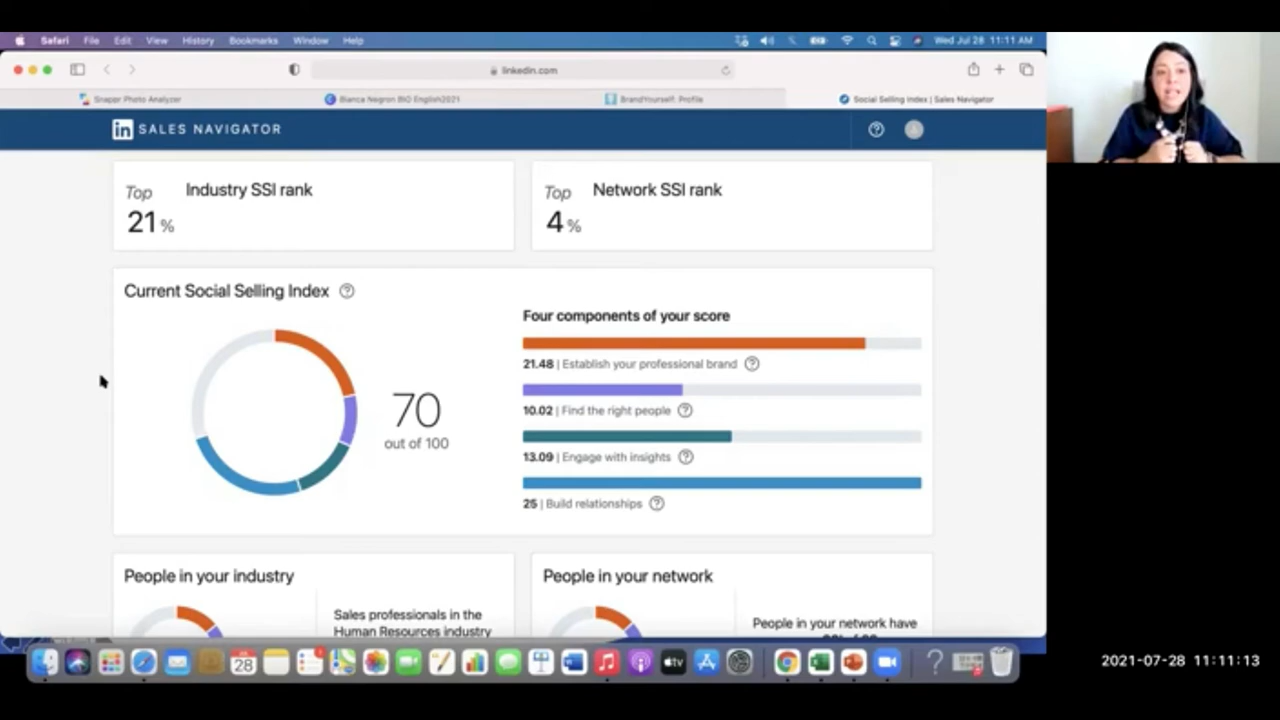 Safari File Edit View History Bookmarks Window Help Wed Jul 28 11:11 AM
linkedin.com
Snappr Photo Analyzer Bianca Negron BIO English2021 BrandYourself: Profile Social Selling Index | Sales Navigator
in SALES NAVIGATOR
Top Industry SSI rank
21 %
Top Network SSI rank
4 %
Current Social Selling Index
70
out of 100
Four components of your score
21.48 | Establish your professional brand
10.02 | Find the right people
13.09 | Engage with insights
25 | Build relationships
People in your industry
Sales professionals in the
Human Resources industry
People in your network
People in your network have
28
tv
2021-07-28 11:11:13